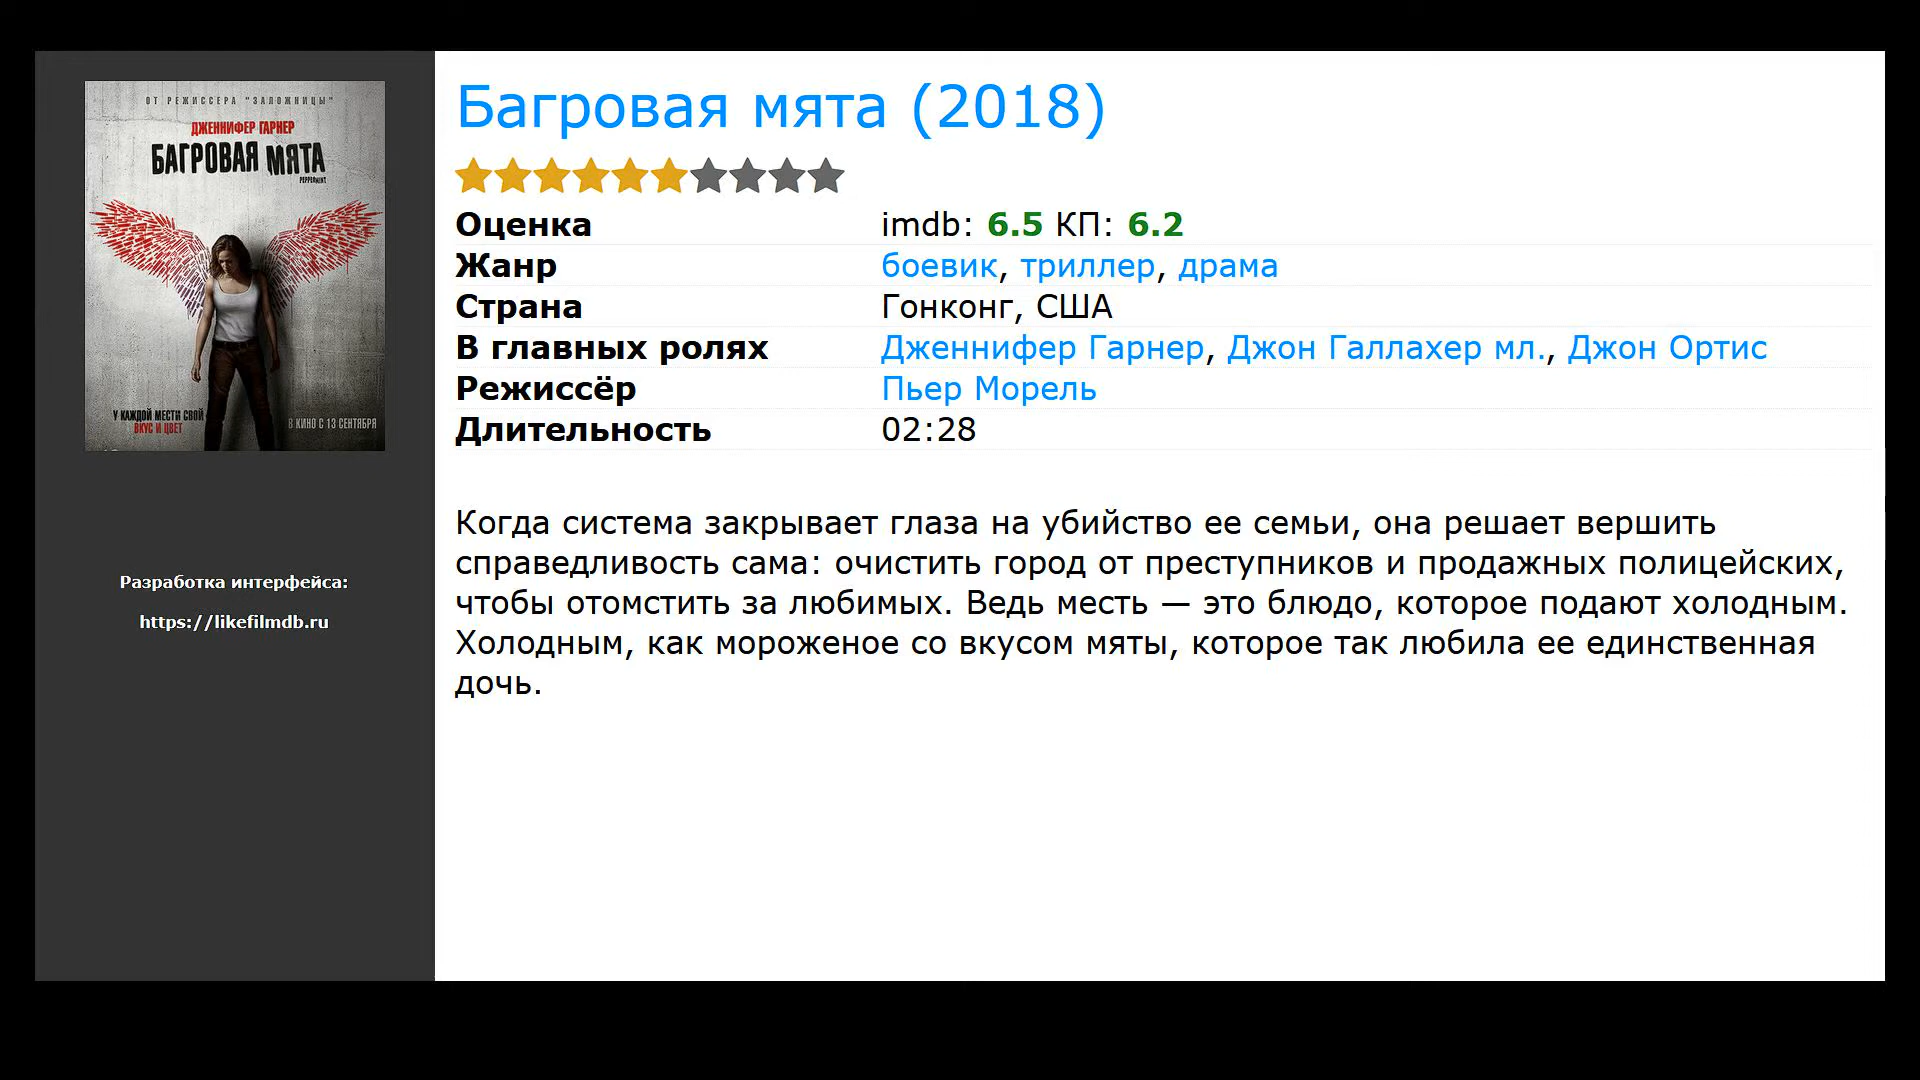 ОТ РЕЖИССЕРА "ЗАЛОЖНИЦЫ"
ДЖЕННИФЕР ГАРНЕР
БАГРОВАЯ МЯТА
PEPPERMINT
У КАЖДОЙ МЕСТИ СВОЙ
ВКУС И ЦВЕТ
В КИНО С 13 СЕНТЯБРЯ
Разработка интерфейса:
https://likefilmdb.ru
Багровая мята (2018)
Оценка imdb: 6.5 КП: 6.2
Жанр боевик, триллер, драма
Страна Гонконг, США
В главных ролях Дженнифер Гарнер, Джон Галлахер мл., Джон Ортис
Режиссёр Пьер Морель
Длительность 02:28
Когда система закрывает глаза на убийство ее семьи, она решает вершить
справедливость сама: очистить город от преступников и продажных полицейских,
чтобы отомстить за любимых. Ведь месть — это блюдо, которое подают холодным.
Холодным, как мороженое со вкусом мяты, которое так любила ее единственная
дочь.